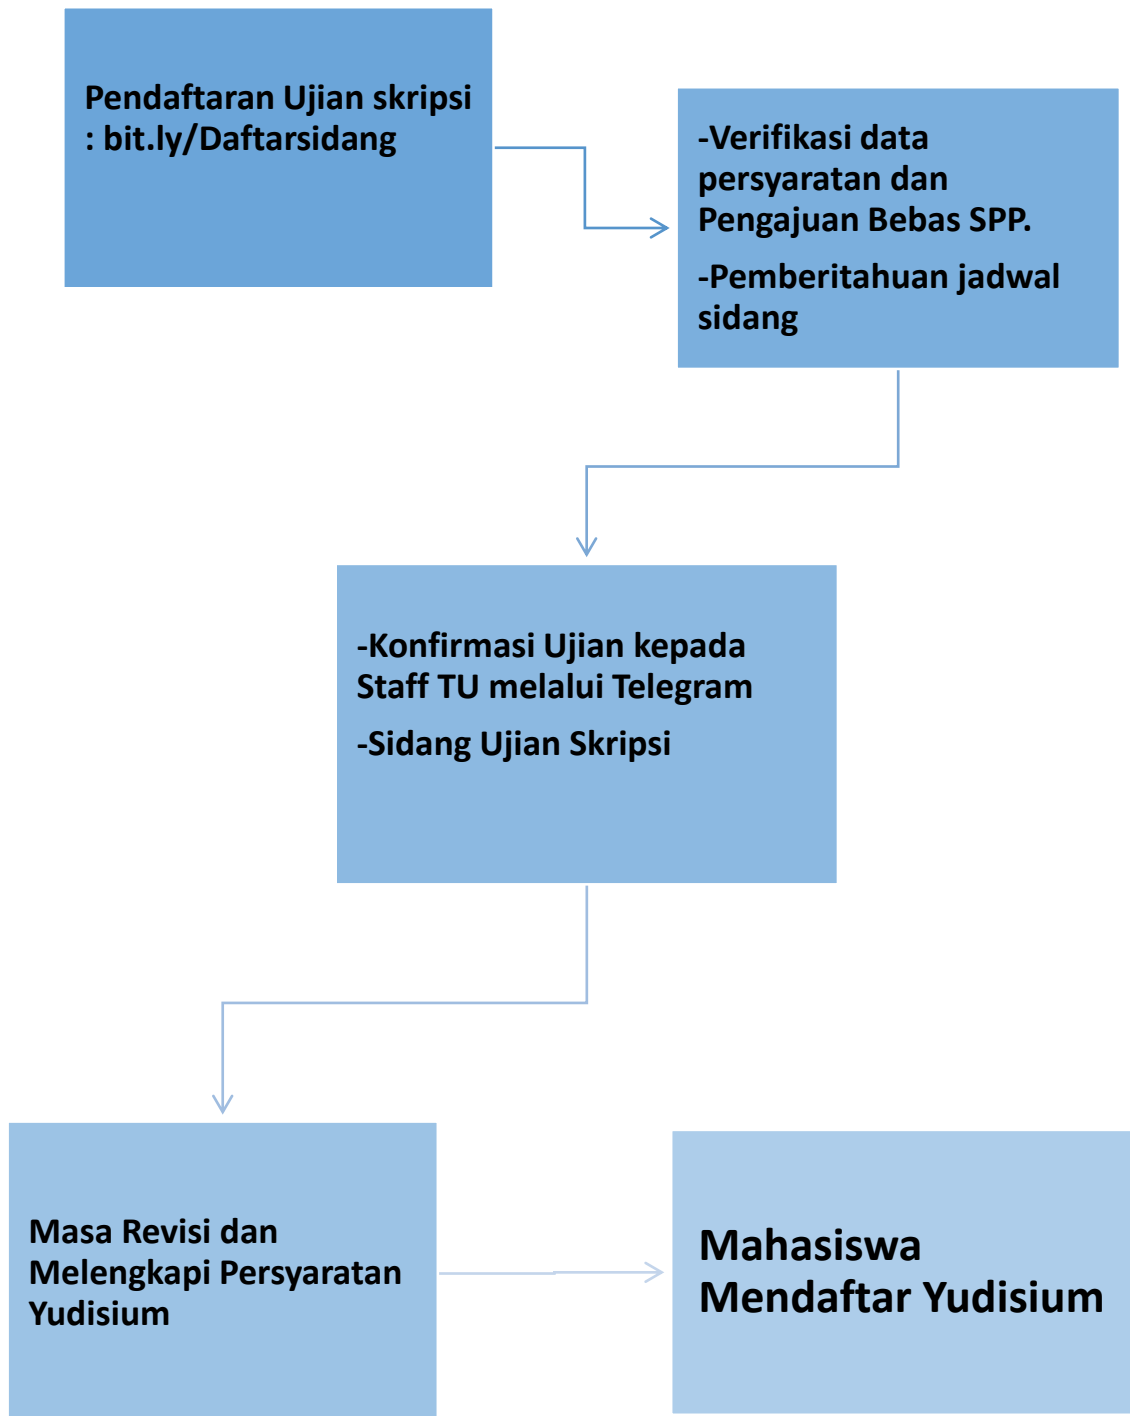 Pendaftaran Ujian skripsi
: bit.ly/Daftarsidang
-Verifikasi data
persyaratan dan
Pengajuan Bebas SPP.
-Pemberitahuan jadwal
sidang
-Konfirmasi Ujian kepada
Staff TU melalui Telegram
-Sidang Ujian Skripsi
Masa Revisi dan
Melengkapi Persyaratan
Yudisium
Mahasiswa
Mendaftar Yudisium